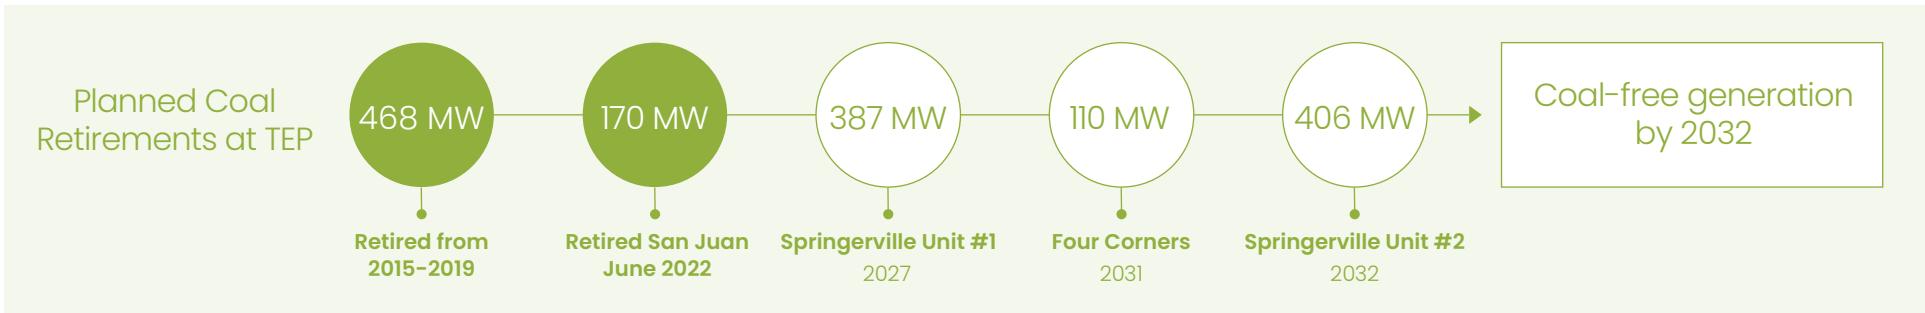 Planned Coal
Retirements at TEP
468 MW
170 MW
387 MW
110 MW
406 MW
Coal-free generation
by 2032
Retired from
2015-2019
Retired San Juan
June 2022
Springerville Unit #1
2027
Four Corners
2031
Springerville Unit #2
2032